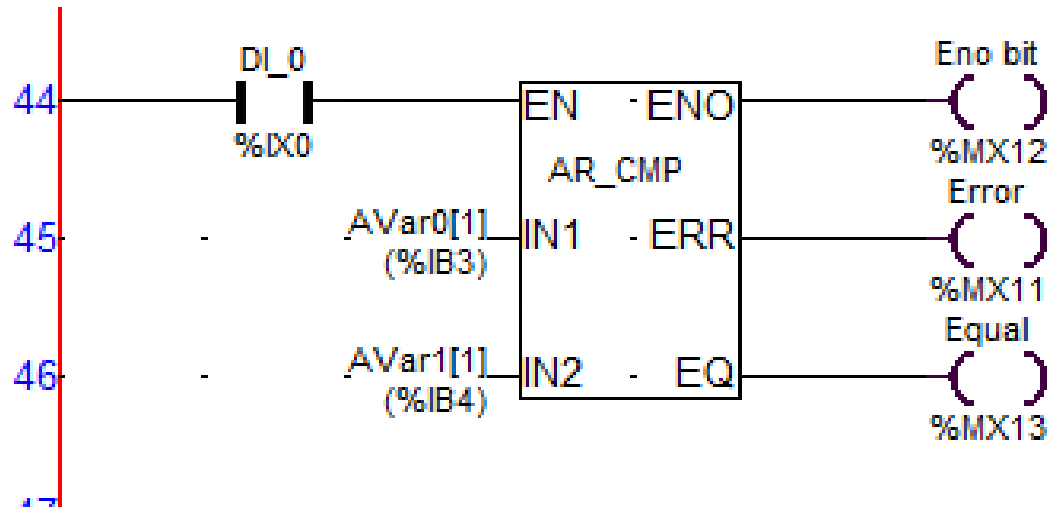 DI_0
Eno bit
44
EN
ENO
%IX0
%MX12
AR_CMP
Error
AVar0[1]
45
IN1
ERR
(%IB3)
%MX11
Equal
AVar1[1]
46
IN2
EQ
(%IB4)
%MX13